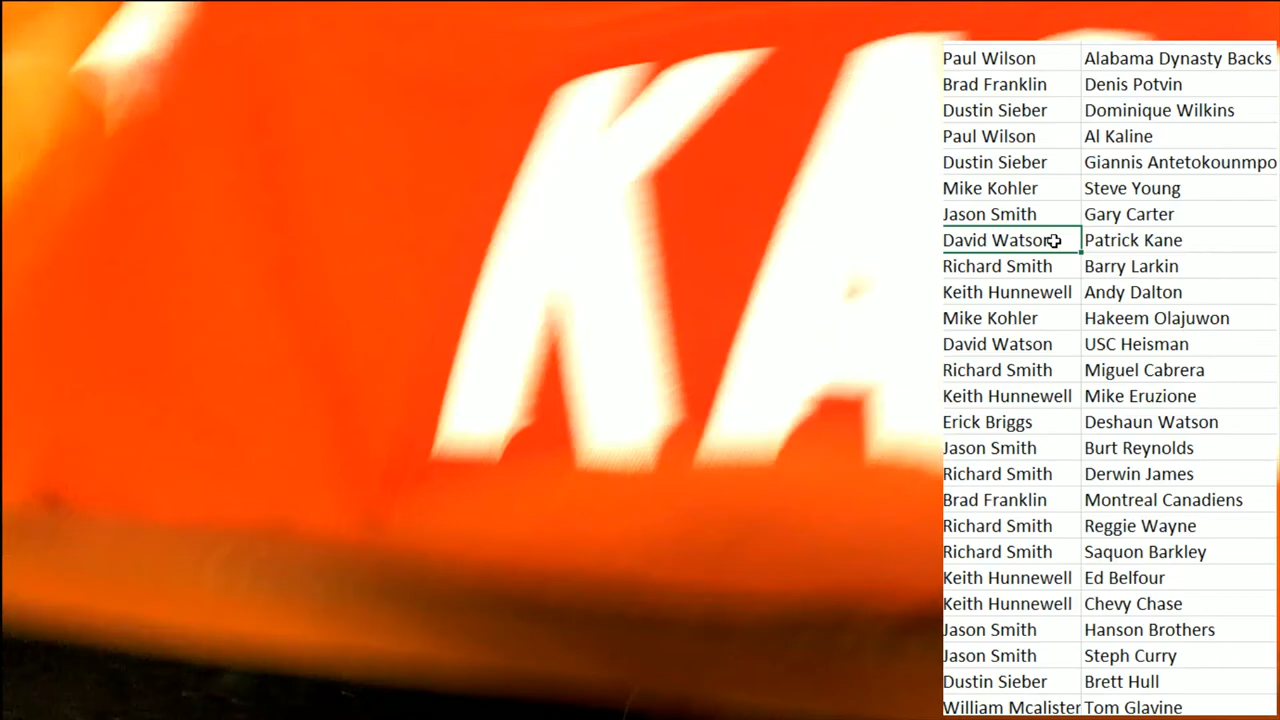 KA
Paul Wilson Alabama Dynasty Backs
Brad Franklin Denis Potvin
Dustin Sieber Dominique Wilkins
Paul Wilson Al Kaline
Dustin Sieber Giannis Antetokounmpo
Mike Kohler Steve Young
Jason Smith Gary Carter
David Watson Patrick Kane
Richard Smith Barry Larkin
Keith Hunnewell Andy Dalton
Mike Kohler Hakeem Olajuwon
David Watson USC Heisman
Richard Smith Miguel Cabrera
Keith Hunnewell Mike Eruzione
Erick Briggs Deshaun Watson
Jason Smith Burt Reynolds
Richard Smith Derwin James
Brad Franklin Montreal Canadiens
Richard Smith Reggie Wayne
Richard Smith Saquon Barkley
Keith Hunnewell Ed Belfour
Keith Hunnewell Chevy Chase
Jason Smith Hanson Brothers
Jason Smith Steph Curry
Dustin Sieber Brett Hull
William Mcalister Tom Glavine